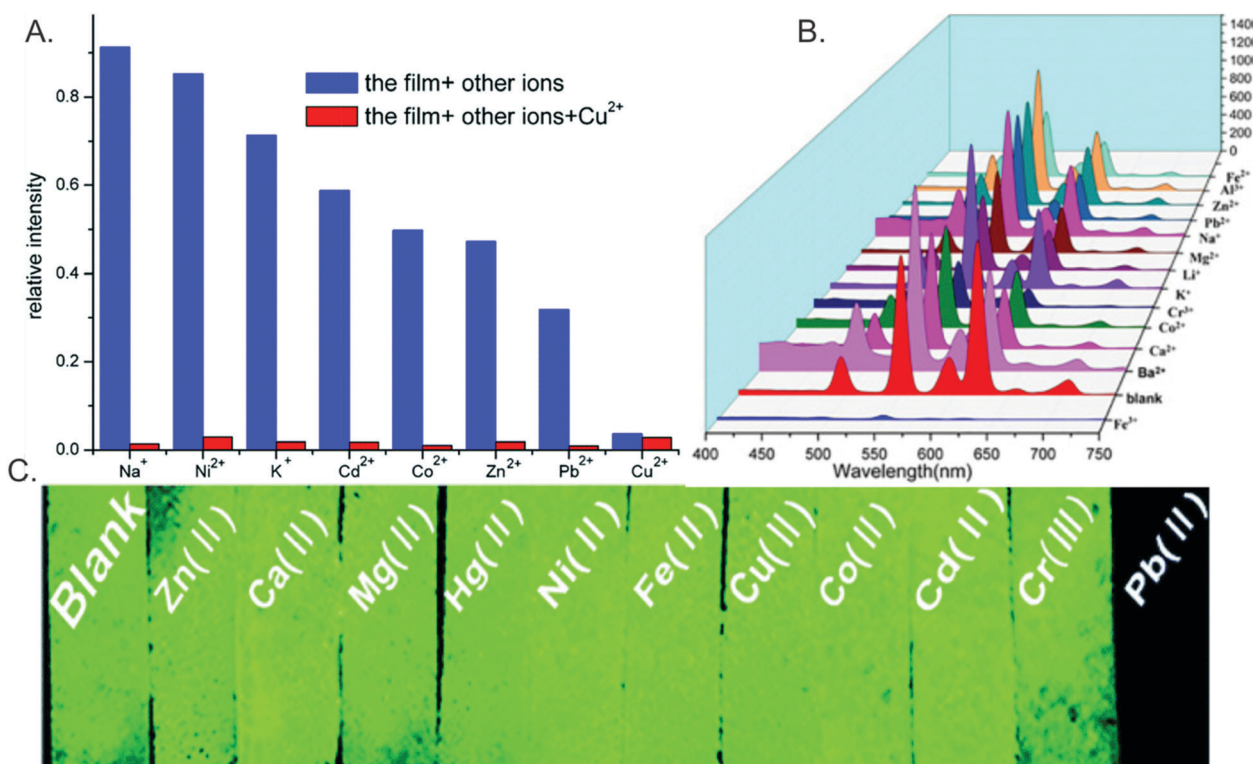 A.
the film+ other ions
the film+ other ions+Cu²⁺
relative intensity
0.8
0.6
0.4
0.2
0.0
Na⁺ Ni²⁺ K⁺ Cd²⁺ Co²⁺ Zn²⁺ Pb²⁺ Cu²⁺
B.
1400
1200
1000
800
600
400
200
0
Fe²⁺
Al³⁺
Zn²⁺
Pb²⁺
Na⁺
Mg²⁺
Li⁺
K⁺
Cr³⁺
Co²⁺
Ca²⁺
Ba²⁺
blank
Fe³⁺
400 450 500 550 600 650 700 750
Wavelength(nm)
C.
Blank Zn(II) Ca(II) Mg(II) Hg(II) Ni(II) Fe(II) Cu(II) Co(II) Cd(II) Cr(III) Pb(II)